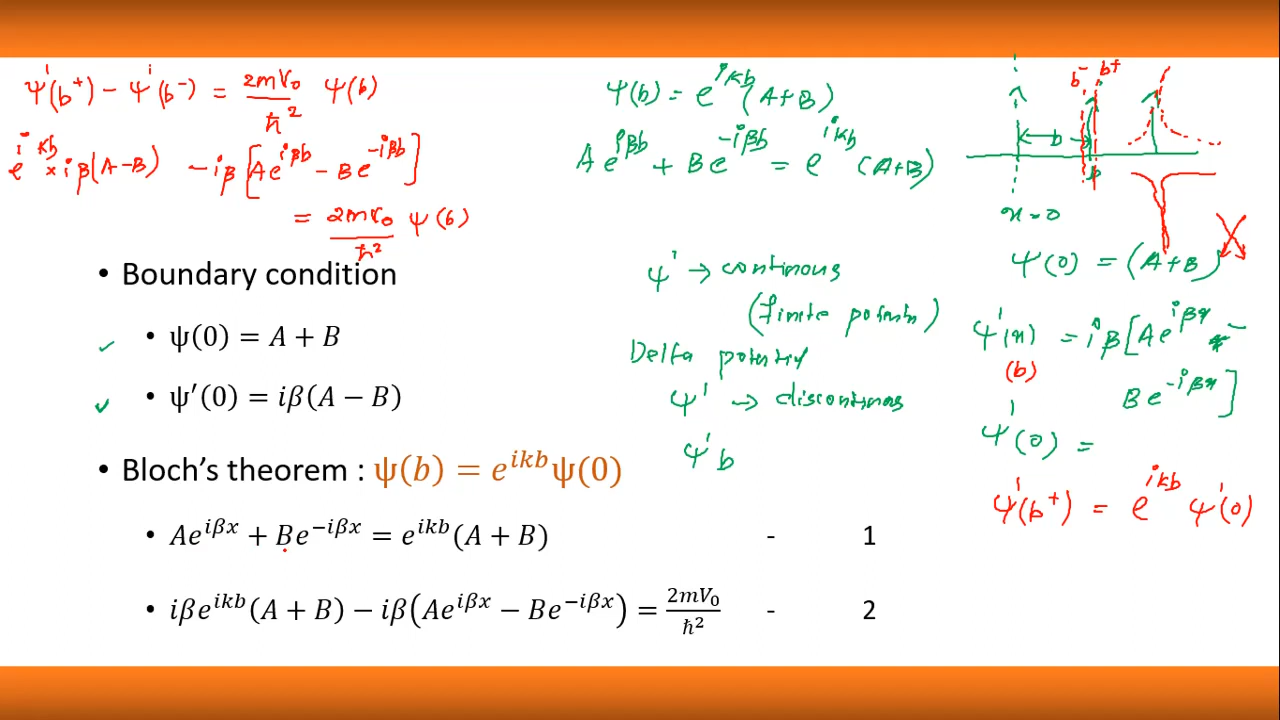 ψ'(b⁺) − ψ'(b⁻) = 2mV₀/ħ² ψ(b)
e^{ikb} × iβ(A−B) − iβ[Ae^{iβb} − Be^{−iβb}]
= 2mV₀/ħ² ψ(b)
ψ(b) = e^{ikb}(A+B)
Ae^{iβb} + Be^{−iβb} = e^{ikb}(A+B)
b⁻ b⁺
b
b
x=0
ψ(0) = (A+B)
• Boundary condition
• ψ(0) = A + B
• ψ′(0) = iβ(A − B)
ψ' → continous
(finite potential)
Delta potential
ψ' → discontinous
ψ'b
ψ'(x) = iβ[Ae^{iβx} −
(b)
Be^{−iβx}]
ψ'(0) =
ψ'(b⁺) = e^{ikb} ψ'(0)
• Bloch’s theorem : ψ(b) = e^{ikb}ψ(0)
• Ae^{iβx} + Be^{−iβx} = e^{ikb}(A + B) - 1
• iβe^{ikb}(A + B) − iβ(Ae^{iβx} − Be^{−iβx}) = 2mV₀/ħ² - 2